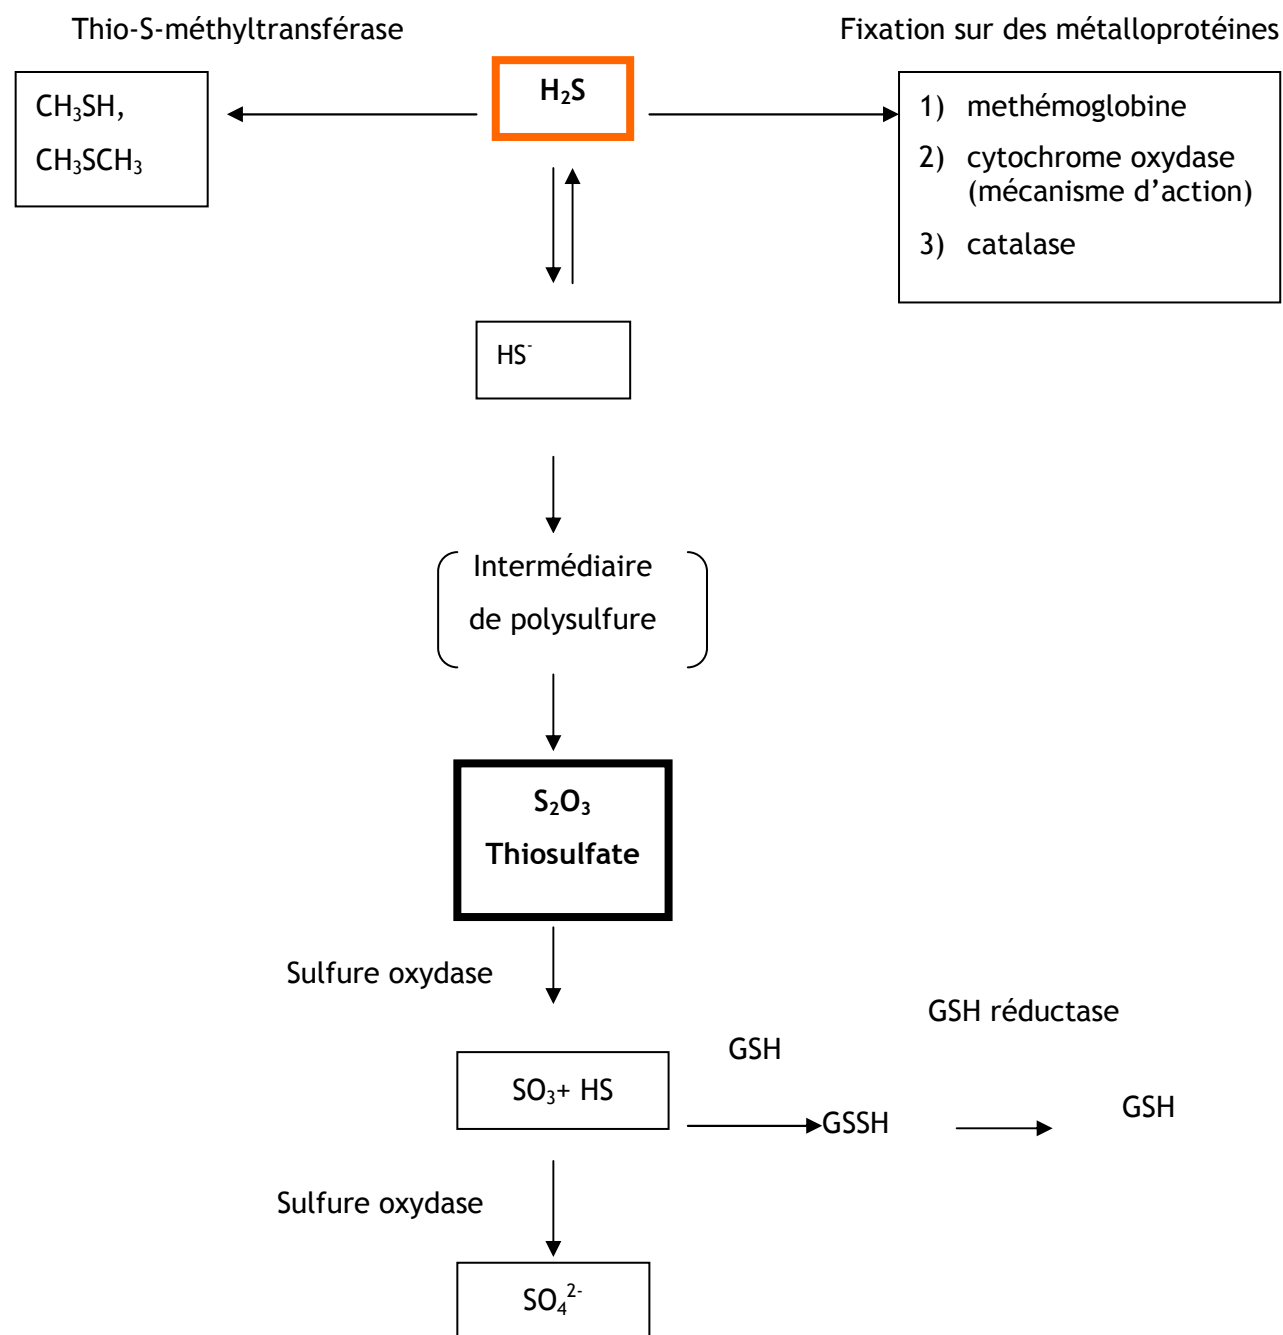 Thio-S-méthyltransférase
Fixation sur des métalloprotéines
H₂S
CH₃SH,
CH₃SCH₃
1) methémoglobine
2) cytochrome oxydase
(mécanisme d’action)
3) catalase
HS⁻
Intermédiaire
de polysulfure
S₂O₃
Thiosulfate
Sulfure oxydase
GSH réductase
GSH
SO₃+ HS
GSSH
GSH
Sulfure oxydase
SO₄²⁻